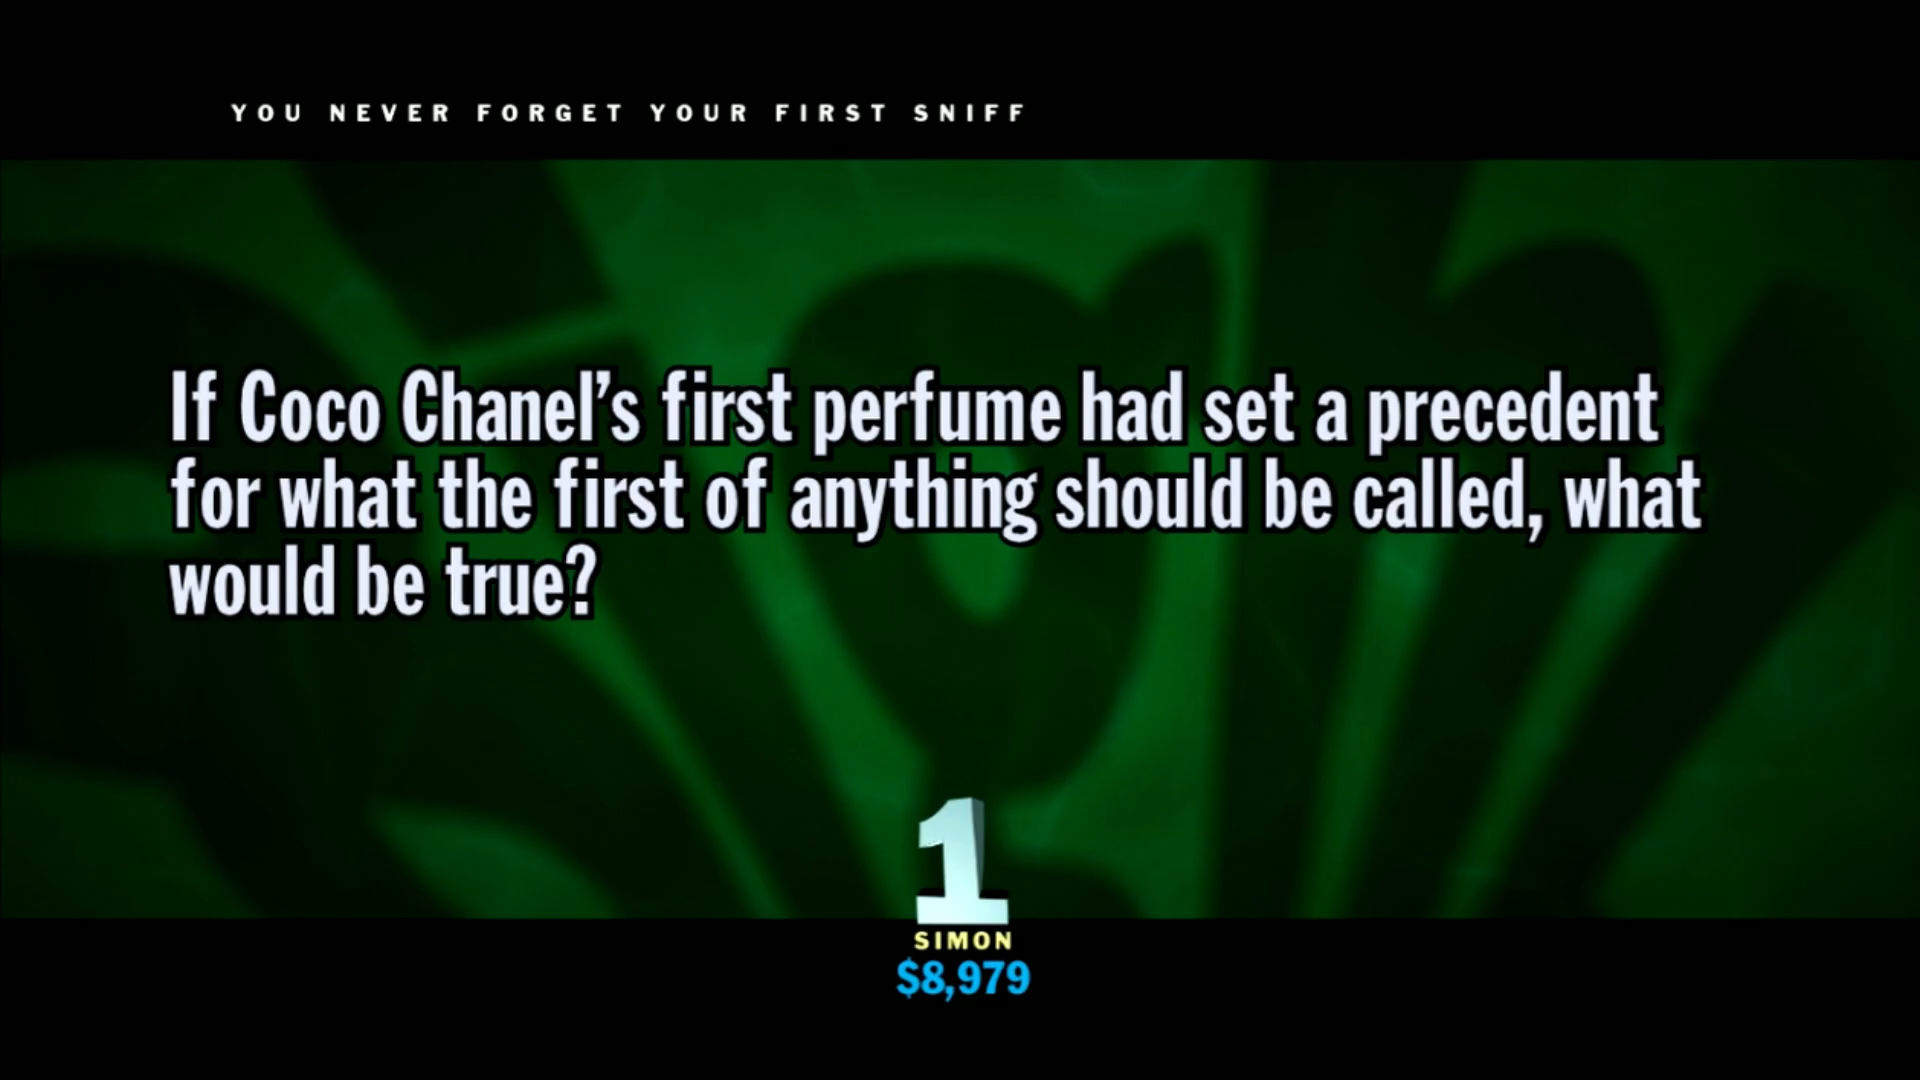 YOU NEVER FORGET YOUR FIRST SNIFF
If Coco Chanel's first perfume had set a precedent
for what the first of anything should be called, what
would be true?
1
SIMON
$8,979